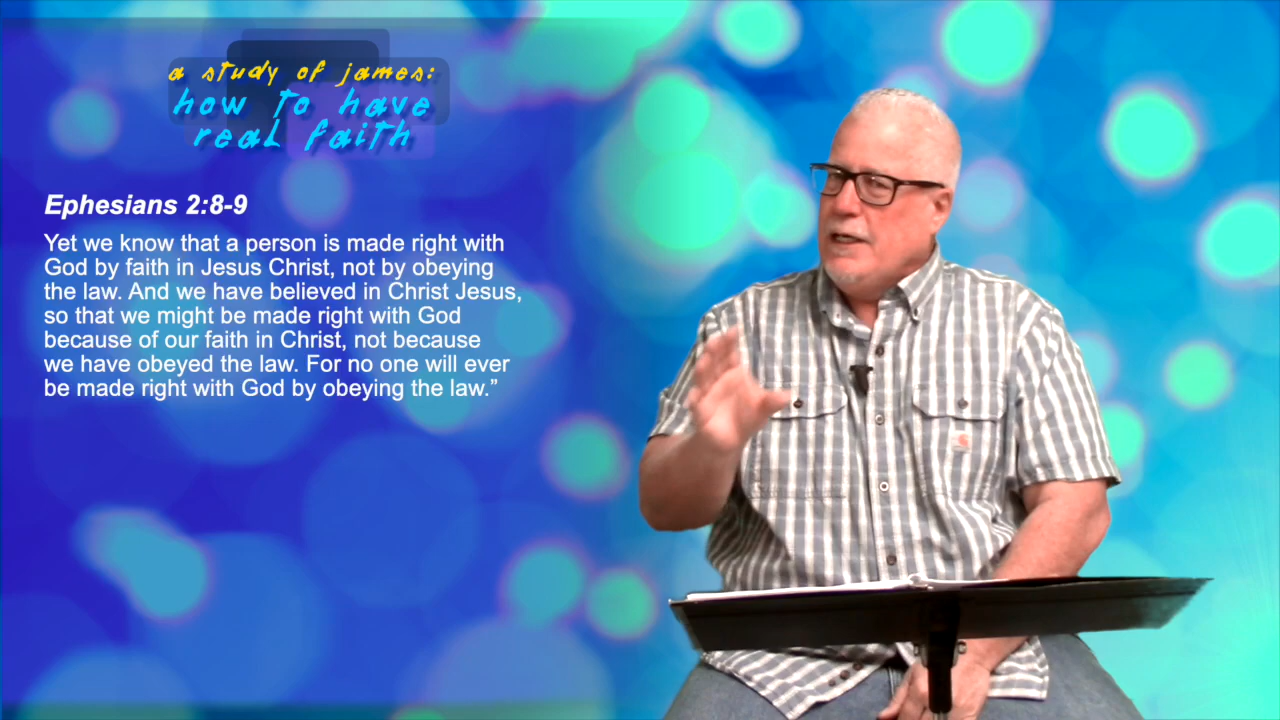 a study of james:
how to have
real faith
Ephesians 2:8-9
Yet we know that a person is made right with
God by faith in Jesus Christ, not by obeying
the law. And we have believed in Christ Jesus,
so that we might be made right with God
because of our faith in Christ, not because
we have obeyed the law. For no one will ever
be made right with God by obeying the law.”